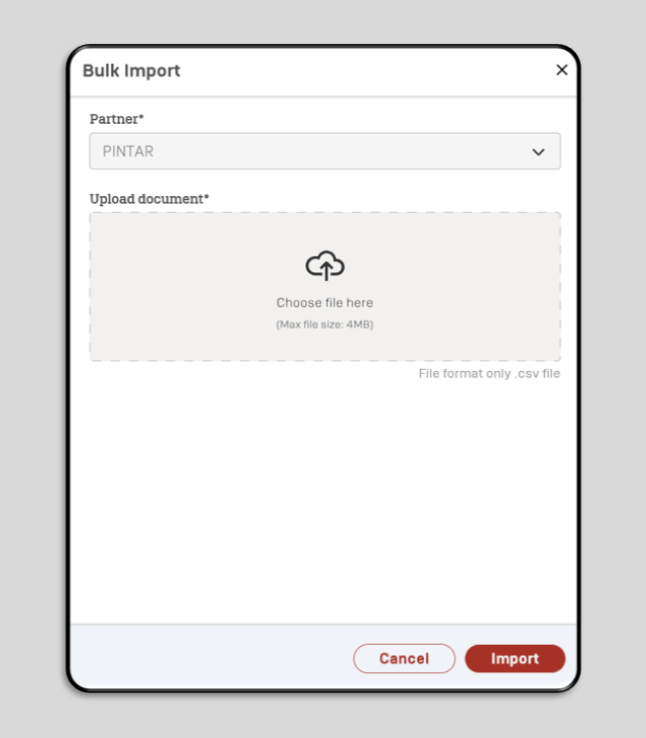 Bulk Import
Partner*
PINTAR
Upload document*
Choose file here
(Max file size: 4MB)
File format only .csv file
Cancel
Import